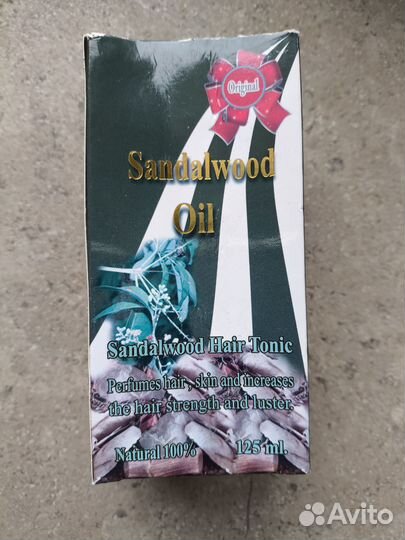 Original
Sandalwood
Oil
Sandalwood Hair Tonic
Perfumes hair, skin and increases
the hair strength and luster.
Natural 100% 125 ml.
Avito